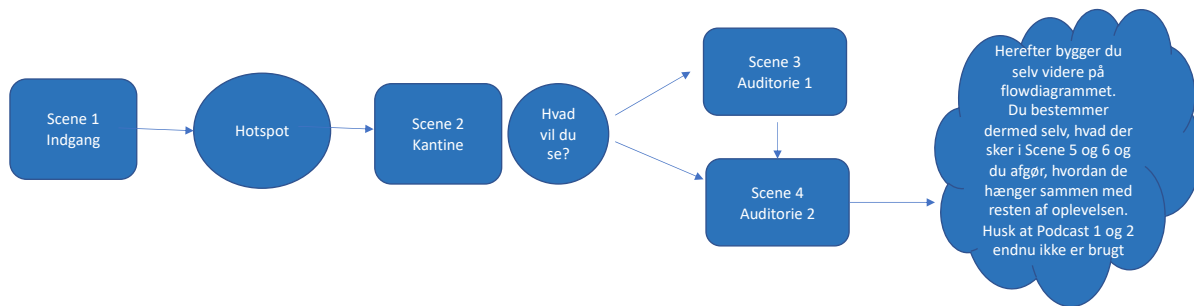 Scene 1
Indgang
Hotspot
Scene 2
Kantine
Hvad
vil du
se?
Scene 3
Auditorie 1
Scene 4
Auditorie 2
Herefter bygger du
selv videre på
flowdiagrammet.
Du bestemmer
dermed selv, hvad der
sker i Scene 5 og 6 og
du afgør, hvordan de
hænger sammen med
resten af oplevelsen.
Husk at Podcast 1 og 2
endnu ikke er brugt